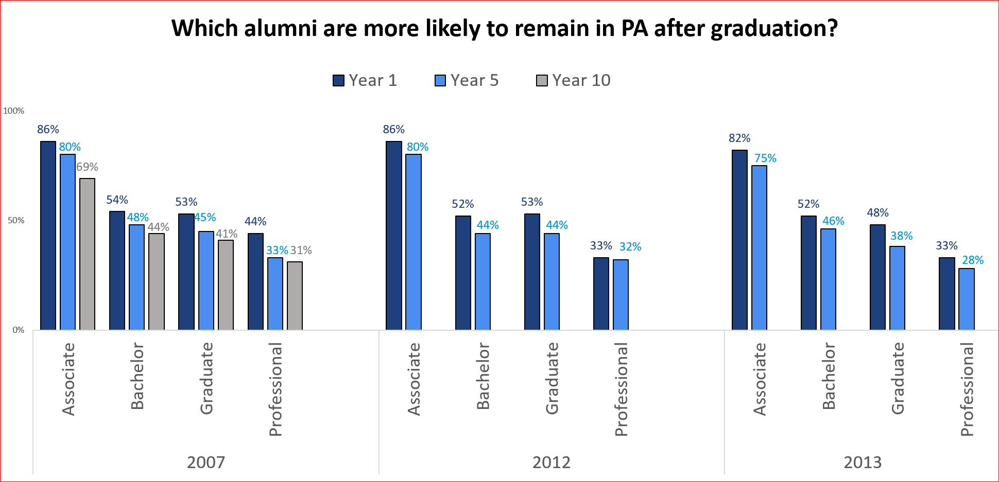 Which alumni are more likely to remain in PA after graduation?
Year 1 Year 5 Year 10
100%
50%
0%
86% 80% 69% 54% 48% 44% 53% 45% 41% 44% 33% 31%
86% 80% 52% 44% 53% 44% 33% 32%
82% 75% 52% 46% 48% 38% 33% 28%
Associate
Bachelor
Graduate
Professional
Associate
Bachelor
Graduate
Professional
Associate
Bachelor
Graduate
Professional
2007 2012 2013